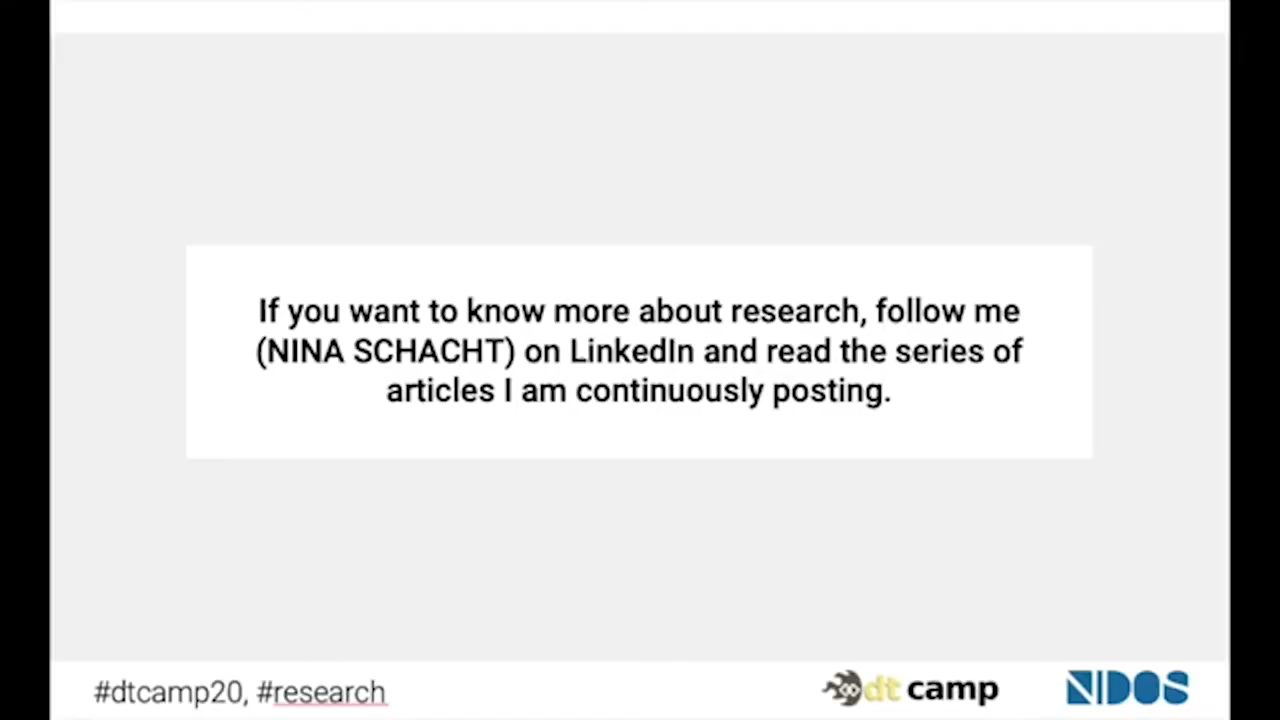 If you want to know more about research, follow me
(NINA SCHACHT) on LinkedIn and read the series of
articles I am continuously posting.
#dtcamp20, #research
dt camp
NIDOS